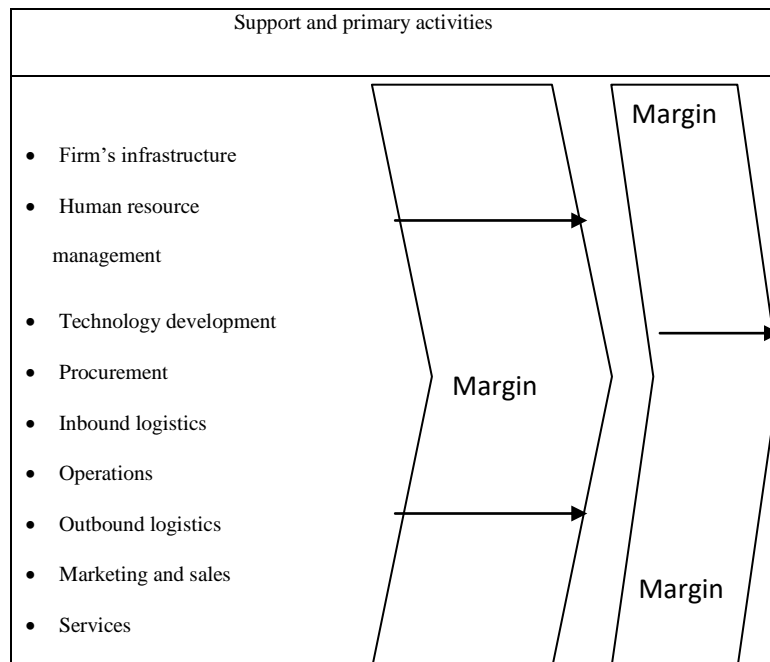 Support and primary activities
Margin
• Firm’s infrastructure
• Human resource
management
• Technology development
• Procurement
Margin
• Inbound logistics
• Operations
• Outbound logistics
• Marketing and sales
Margin
• Services